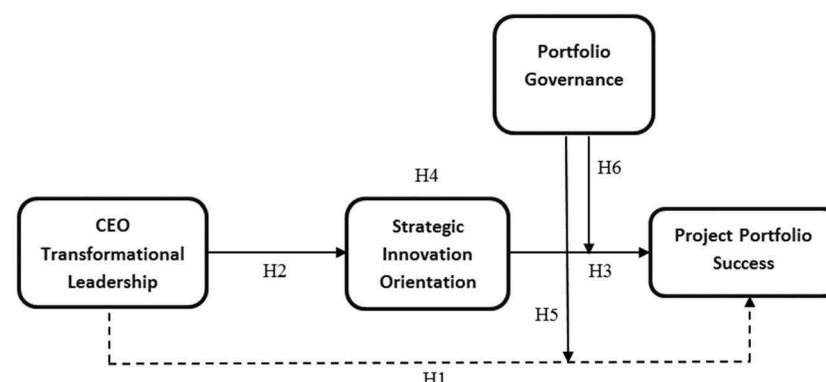 Portfolio
Governance
H6
H4
CEO
Transformational
Leadership
H2
Strategic
Innovation
Orientation
H3
Project Portfolio
Success
H5
H1